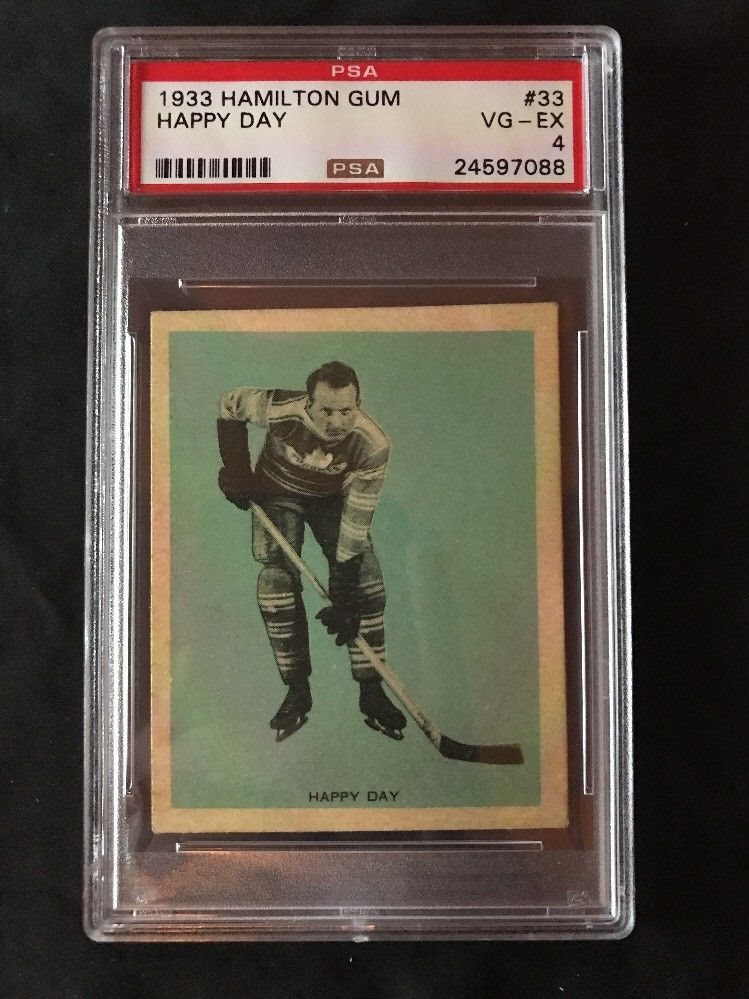 PSA
1933 HAMILTON GUM #33
HAPPY DAY VG-EX
4
PSA 24597088
HAPPY DAY